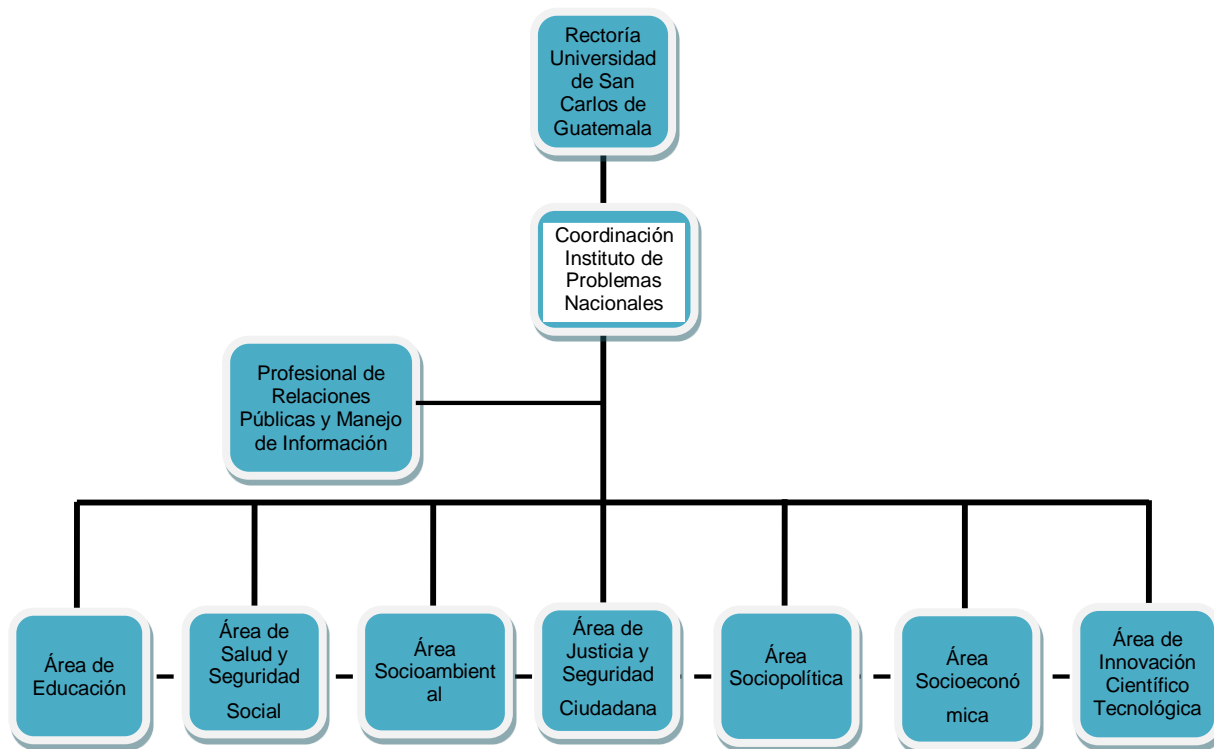 Rectoría
Universidad
de San
Carlos de
Guatemala
Coordinación
Instituto de
Problemas
Nacionales
Profesional de
Relaciones
Públicas y Manejo
de Información
Área de
Educación
Área de
Salud y
Seguridad
Social
Área
Socioambient
al
Área de
Justicia y
Seguridad
Ciudadana
Área
Sociopolítica
Área
Socioeconó
mica
Área de
Innovación
Científico
Tecnológica